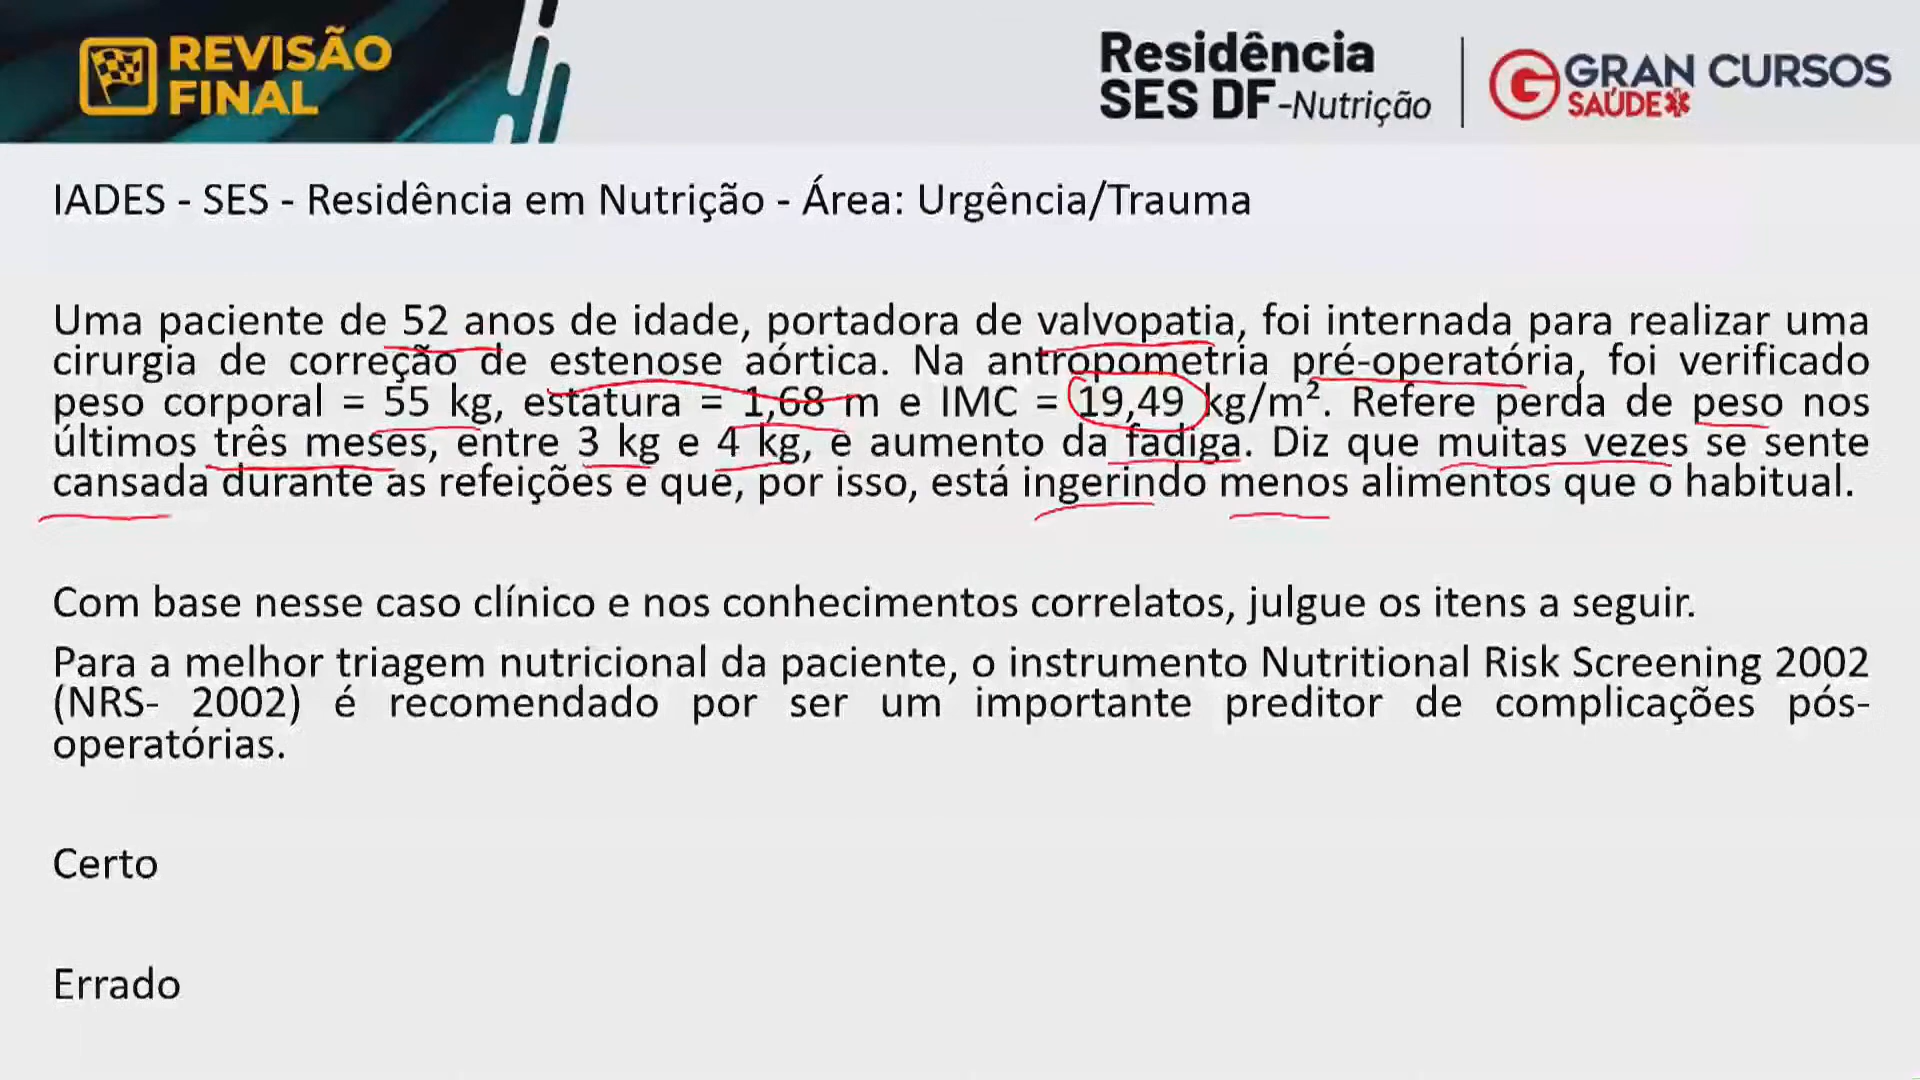 REVISÃO
FINAL
Residência
SES DF-Nutrição
GRAN CURSOS
SAÚDE
IADES - SES - Residência em Nutrição - Área: Urgência/Trauma
Uma paciente de 52 anos de idade, portadora de valvopatia, foi internada para realizar uma
cirurgia de correção de estenose aórtica. Na antropometria pré-operatória, foi verificado
peso corporal = 55 kg, estatura = 1,68 m e IMC = 19,49 kg/m². Refere perda de peso nos
últimos três meses, entre 3 kg e 4 kg, e aumento da fadiga. Diz que muitas vezes se sente
cansada durante as refeições e que, por isso, está ingerindo menos alimentos que o habitual.
Com base nesse caso clínico e nos conhecimentos correlatos, julgue os itens a seguir.
Para a melhor triagem nutricional da paciente, o instrumento Nutritional Risk Screening 2002
(NRS- 2002) é recomendado por ser um importante preditor de complicações pós-
operatórias.
Certo
Errado